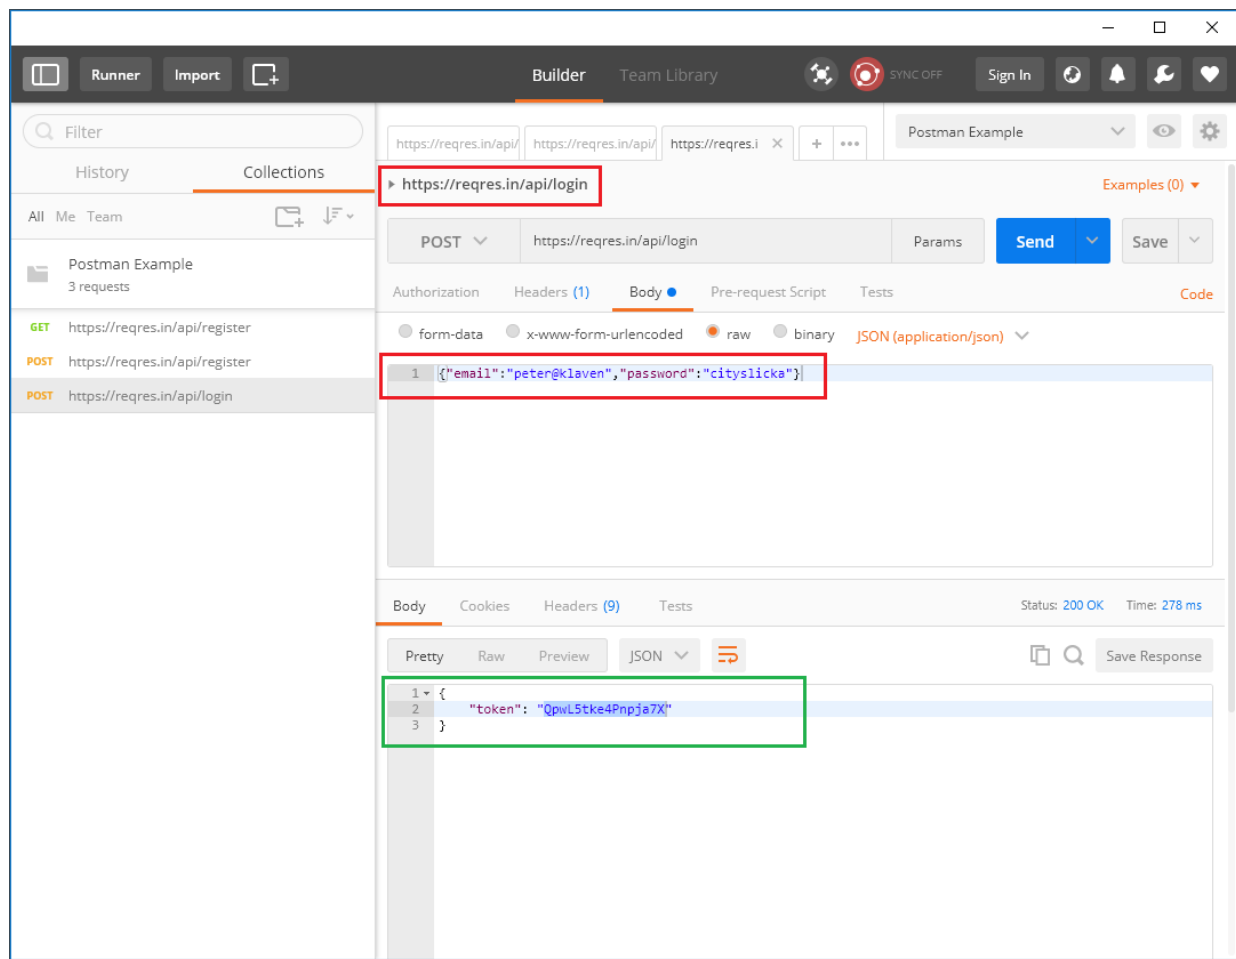 Runner Import Builder Team Library SYNC OFF Sign In
Filter
History Collections
All Me Team
Postman Example
3 requests
GET https://reqres.in/api/register
POST https://reqres.in/api/register
POST https://reqres.in/api/login
https://reqres.in/api/ https://reqres.in/api/ https://reqres.i + ••• Postman Example
https://reqres.in/api/login Examples (0)
POST https://reqres.in/api/login Params Send Save
Authorization Headers (1) Body Pre-request Script Tests Code
form-data x-www-form-urlencoded raw binary JSON (application/json)
1 {"email":"peter@klaven","password":"cityslicka"}
Body Cookies Headers (9) Tests Status: 200 OK Time: 278 ms
Pretty Raw Preview JSON Save Response
1 {
2 "token": "QpwL5tke4Pnpja7X"
3 }